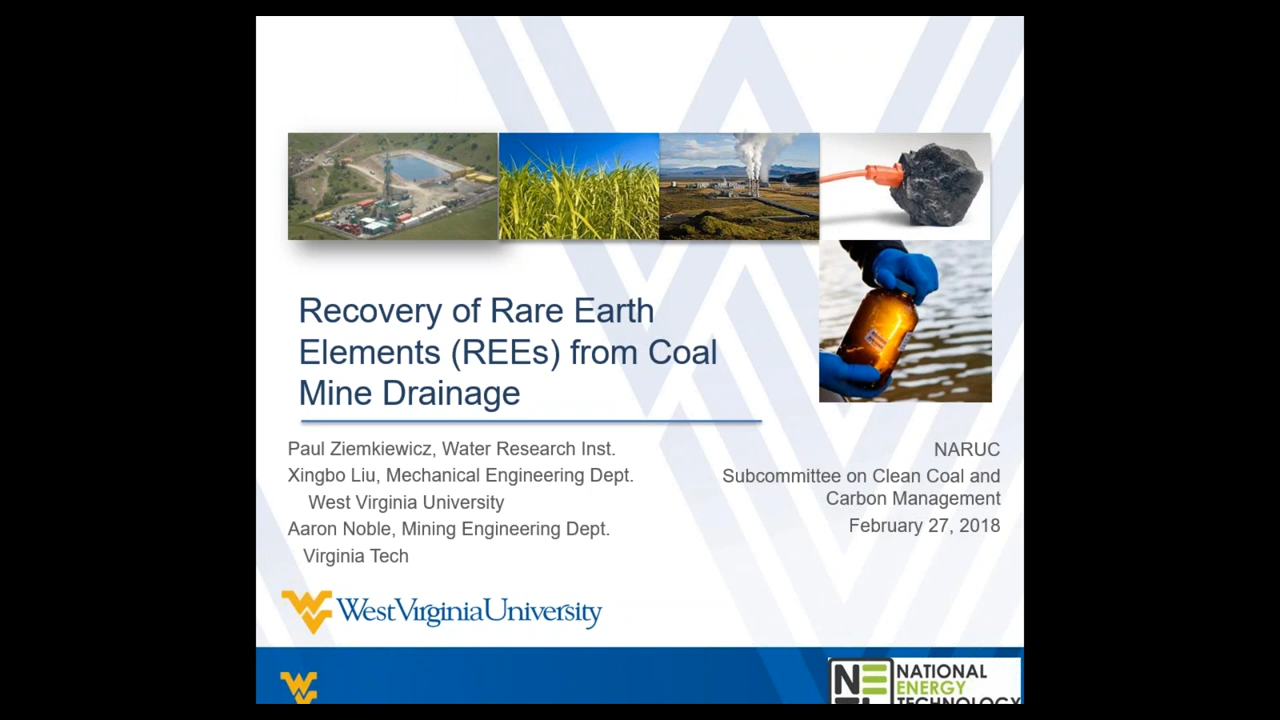 Recovery of Rare Earth
Elements (REEs) from Coal
Mine Drainage
Paul Ziemkiewicz, Water Research Inst.
Xingbo Liu, Mechanical Engineering Dept.
West Virginia University
Aaron Noble, Mining Engineering Dept.
Virginia Tech
NARUC
Subcommittee on Clean Coal and
Carbon Management
February 27, 2018
WestVirginiaUniversity
NATIONAL
ENERGY
TECHNOLOGY